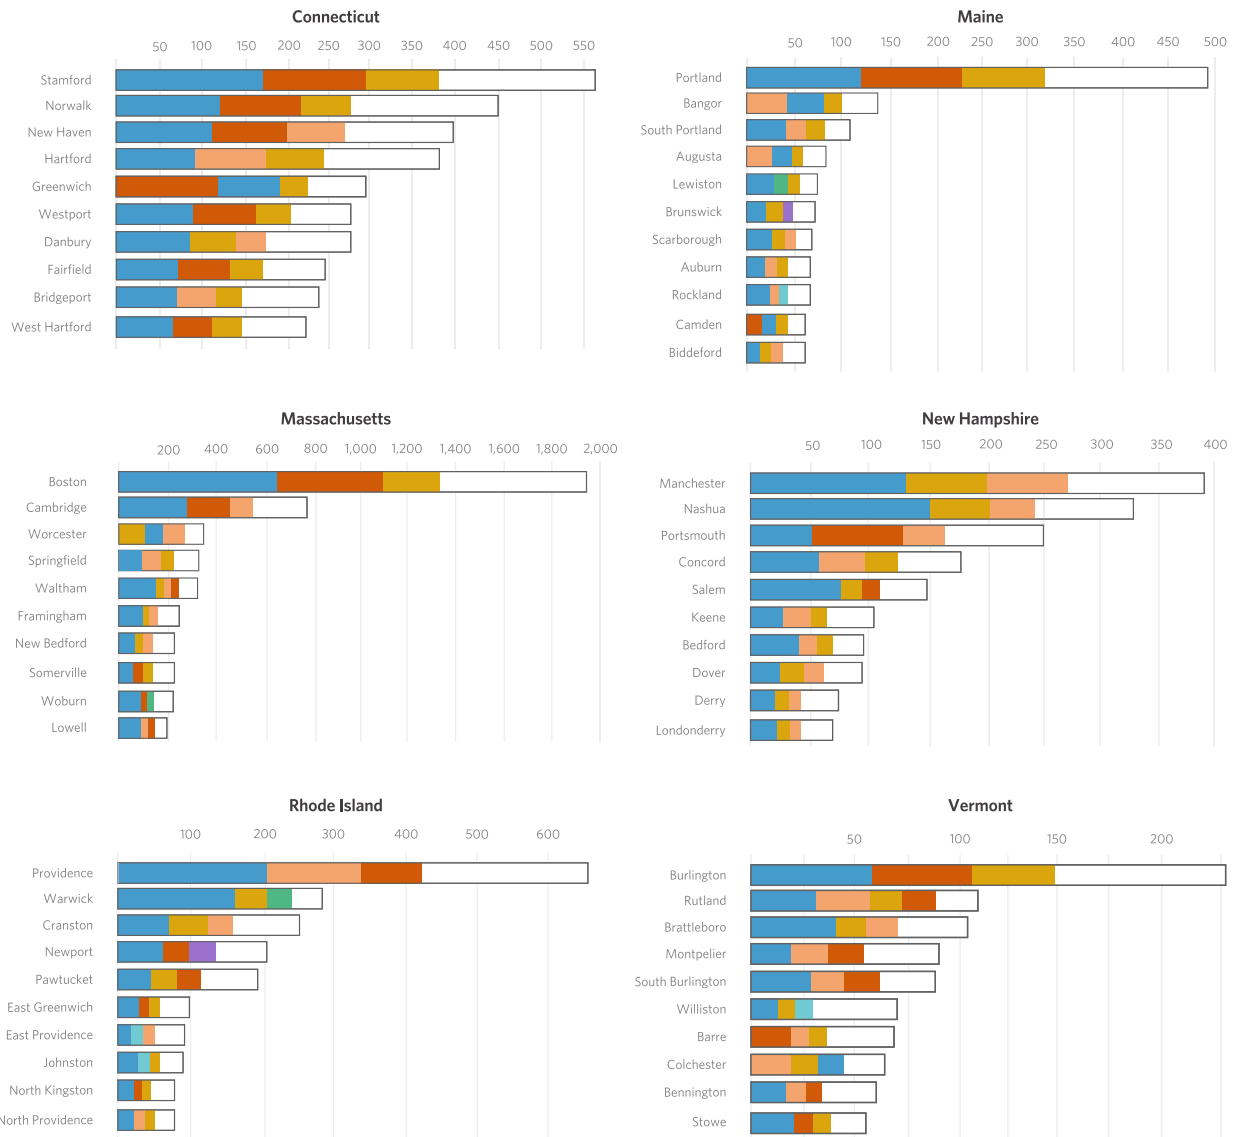 Connecticut
50 100 150 200 250 300 350 400 450 500 550
Stamford
Norwalk
New Haven
Hartford
Greenwich
Westport
Danbury
Fairfield
Bridgeport
West Hartford
Maine
50 100 150 200 250 300 350 400 450 500
Portland
Bangor
South Portland
Augusta
Lewiston
Brunswick
Scarborough
Auburn
Rockland
Camden
Biddeford
Massachusetts
200 400 600 800 1,000 1,200 1,400 1,600 1,800 2,000
Boston
Cambridge
Worcester
Springfield
Waltham
Framingham
New Bedford
Somerville
Woburn
Lowell
New Hampshire
50 100 150 200 250 300 350 400
Manchester
Nashua
Portsmouth
Concord
Salem
Keene
Bedford
Dover
Derry
Londonderry
Rhode Island
100 200 300 400 500 600
Providence
Warwick
Cranston
Newport
Pawtucket
East Greenwich
East Providence
Johnston
North Kingston
North Providence
Vermont
50 100 150 200
Burlington
Rutland
Brattleboro
Montpelier
South Burlington
Williston
Barre
Colchester
Bennington
Stowe